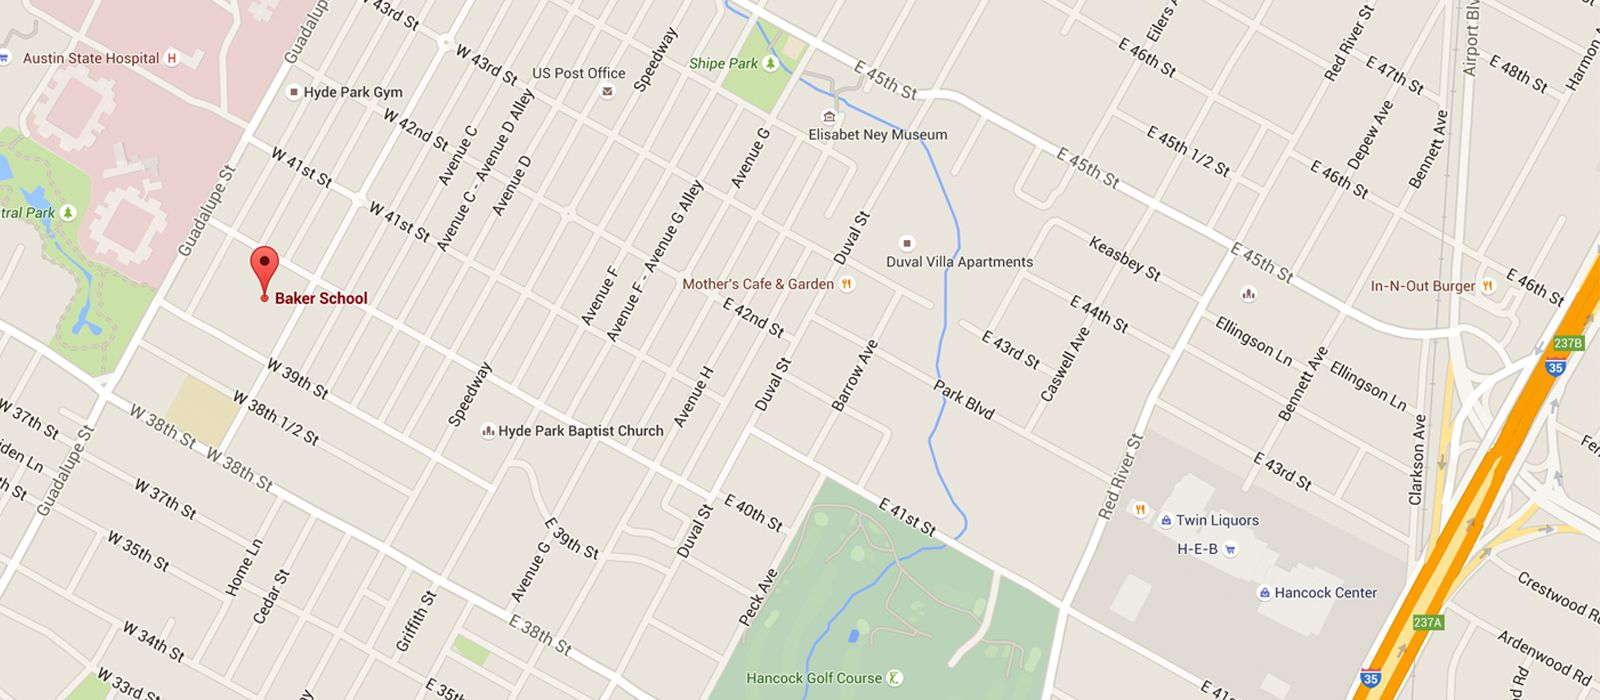 W 43rd St
Guadalupe
Austin State Hospital
H
Hyde Park Gym
W 43rd St
US Post Office
Speedway
Shipe Park
E 45th St
E 46th St
Eilers A
Red River St
E 47th St
Airport Blv
E 48th St
Harmon A
W 42nd St
Avenue C
Avenue C - Avenue D Alley
Avenue D
Avenue G
Elisabet Ney Museum
E 45th St
E 45th 1/2 St
Depew Ave
Bennett Ave
E 46th St
W 41st St
W 41st St
Guadalupe St
tral Park
Avenue F - Avenue G Alley
Avenue F
Duval St
Duval Villa Apartments
Keasbey St
E 45th St
In-N-Out Burger
E 46th St
Baker School
Mother's Cafe & Garden
E 42nd St
E 44th St
E 43rd St
Caswell Ave
Ellingson Ln
Ellingson Ln
Bennett Ave
237B
35
W 39th St
W 38th 1/2 St
Speedway
Avenue H
Duval St
Barrow Ave
Park Blvd
W 37th St
iden Ln
th St
W 38th St
W 38th St
Hyde Park Baptist Church
Guadalupe St
W 37th St
E 40th St
E 41st St
Red River St
E 43rd St
Clarkson Ave
Fer
W 35th St
Home Ln
Cedar St
E 39th St
Avenue G
Duval St
Peck Ave
Twin Liquors
H-E-B
Hancock Center
Crestwood R
237A
Griffith St
E 38th St
W 34th St
W 33rd St
E 35t
Hancock Golf Course
E 41s
35
Ardenwood Rd
Rd